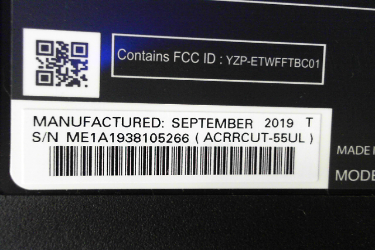 Contains FCC ID : YZP-ETWFFTBC01
MANUFACTURED: SEPTEMBER 2019 T
S/N ME1A1938105266 ( ACRRCUT-55UL )
MADE I
MODE